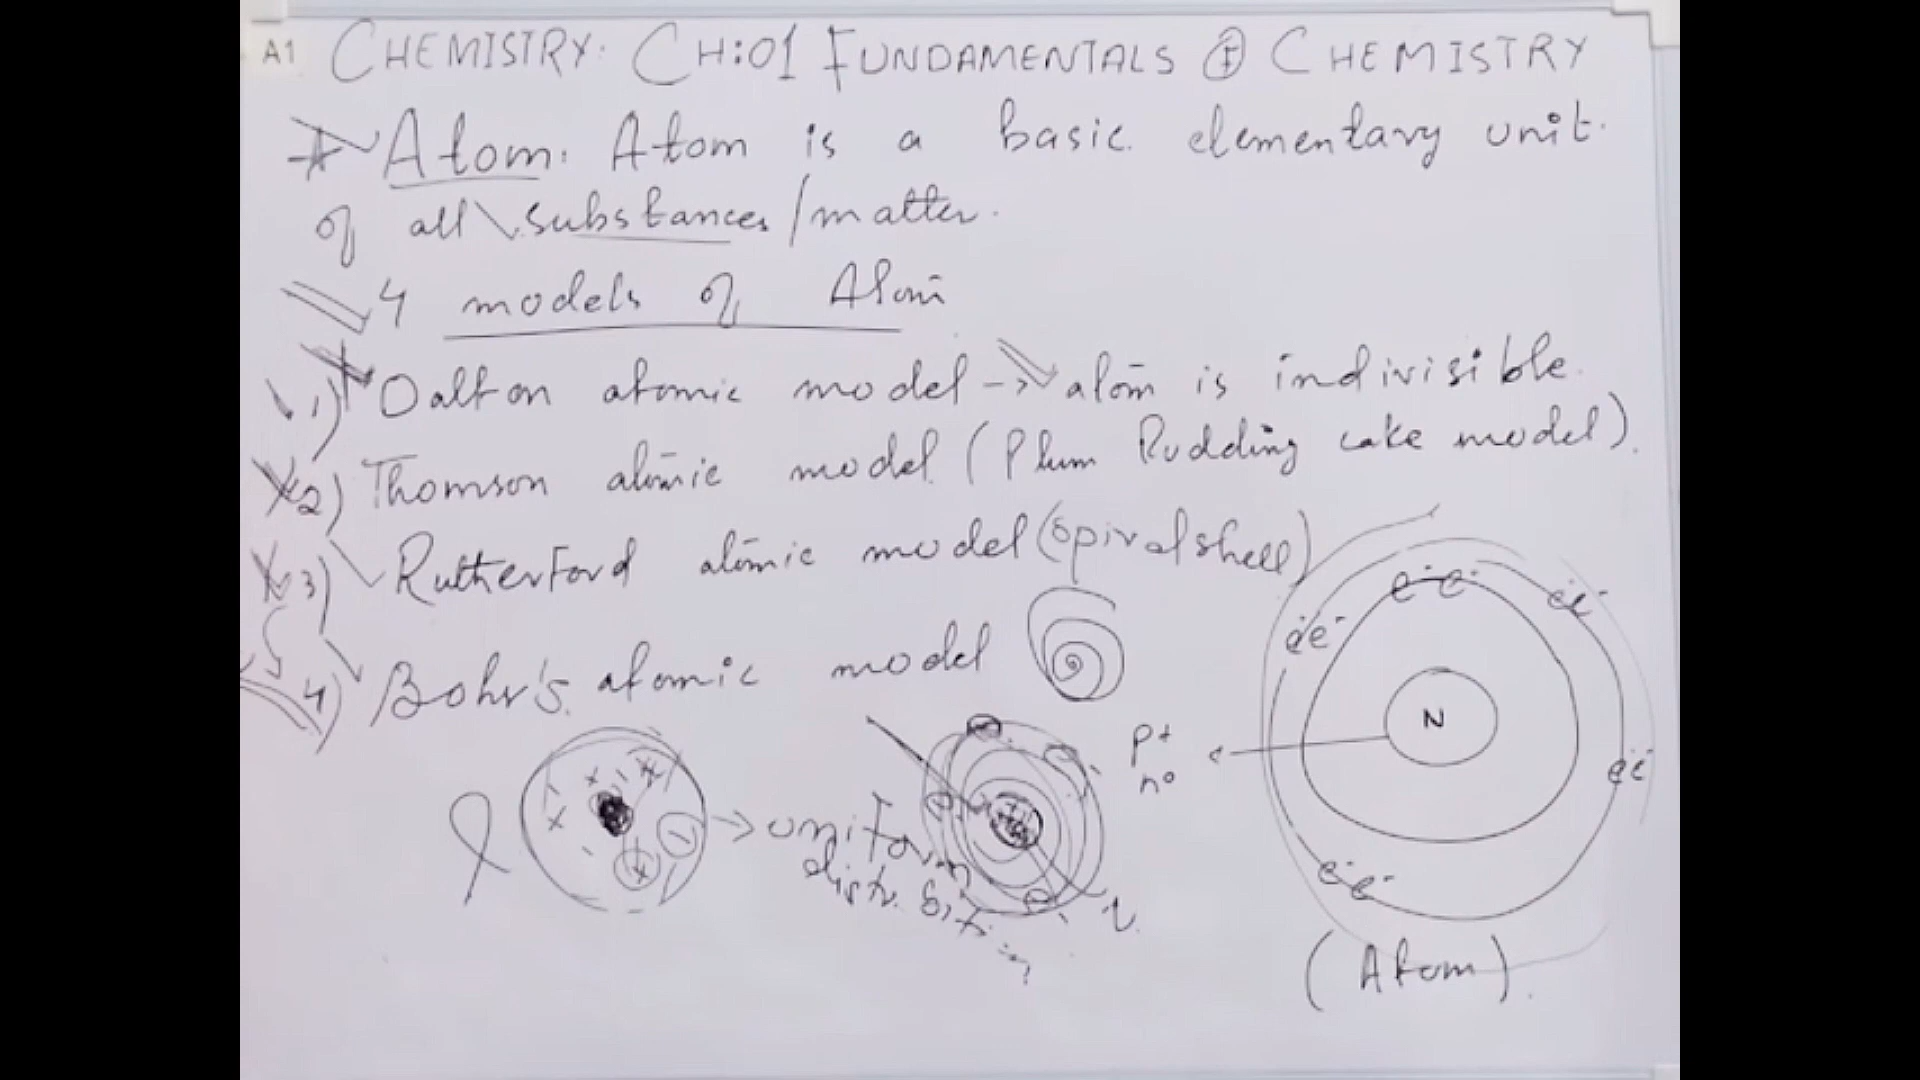 A1 CHEMISTRY: CH:01 FUNDAMENTALS OF CHEMISTRY
Atom: Atom is a basic elementary unit
of all substances/matter.
4 models of Atom
1) Dalton atomic model -> atom is indivisible.
2) Thomson atomic model (Plum Pudding cake model).
3) Rutherford atomic model (spiral shell)
4) Bohr's atomic model
uniform
distribution
p+
n°
N
e- e-
e- e-
e- e-
e- e-
e- e-
(Atom).